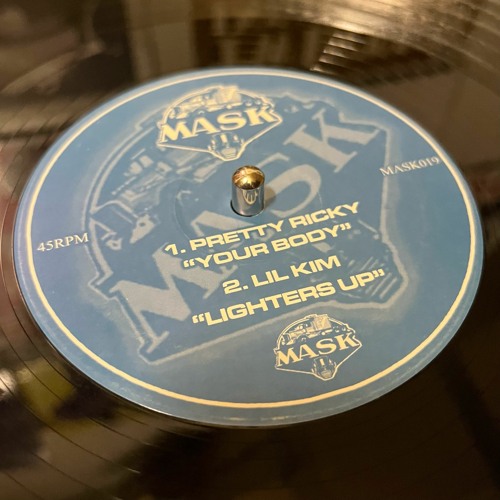 MASK
MASK
MASK019
45RPM
1. PRETTY RICKY
"YOUR BODY"
2. LIL KIM
"LIGHTERS UP"
MASK